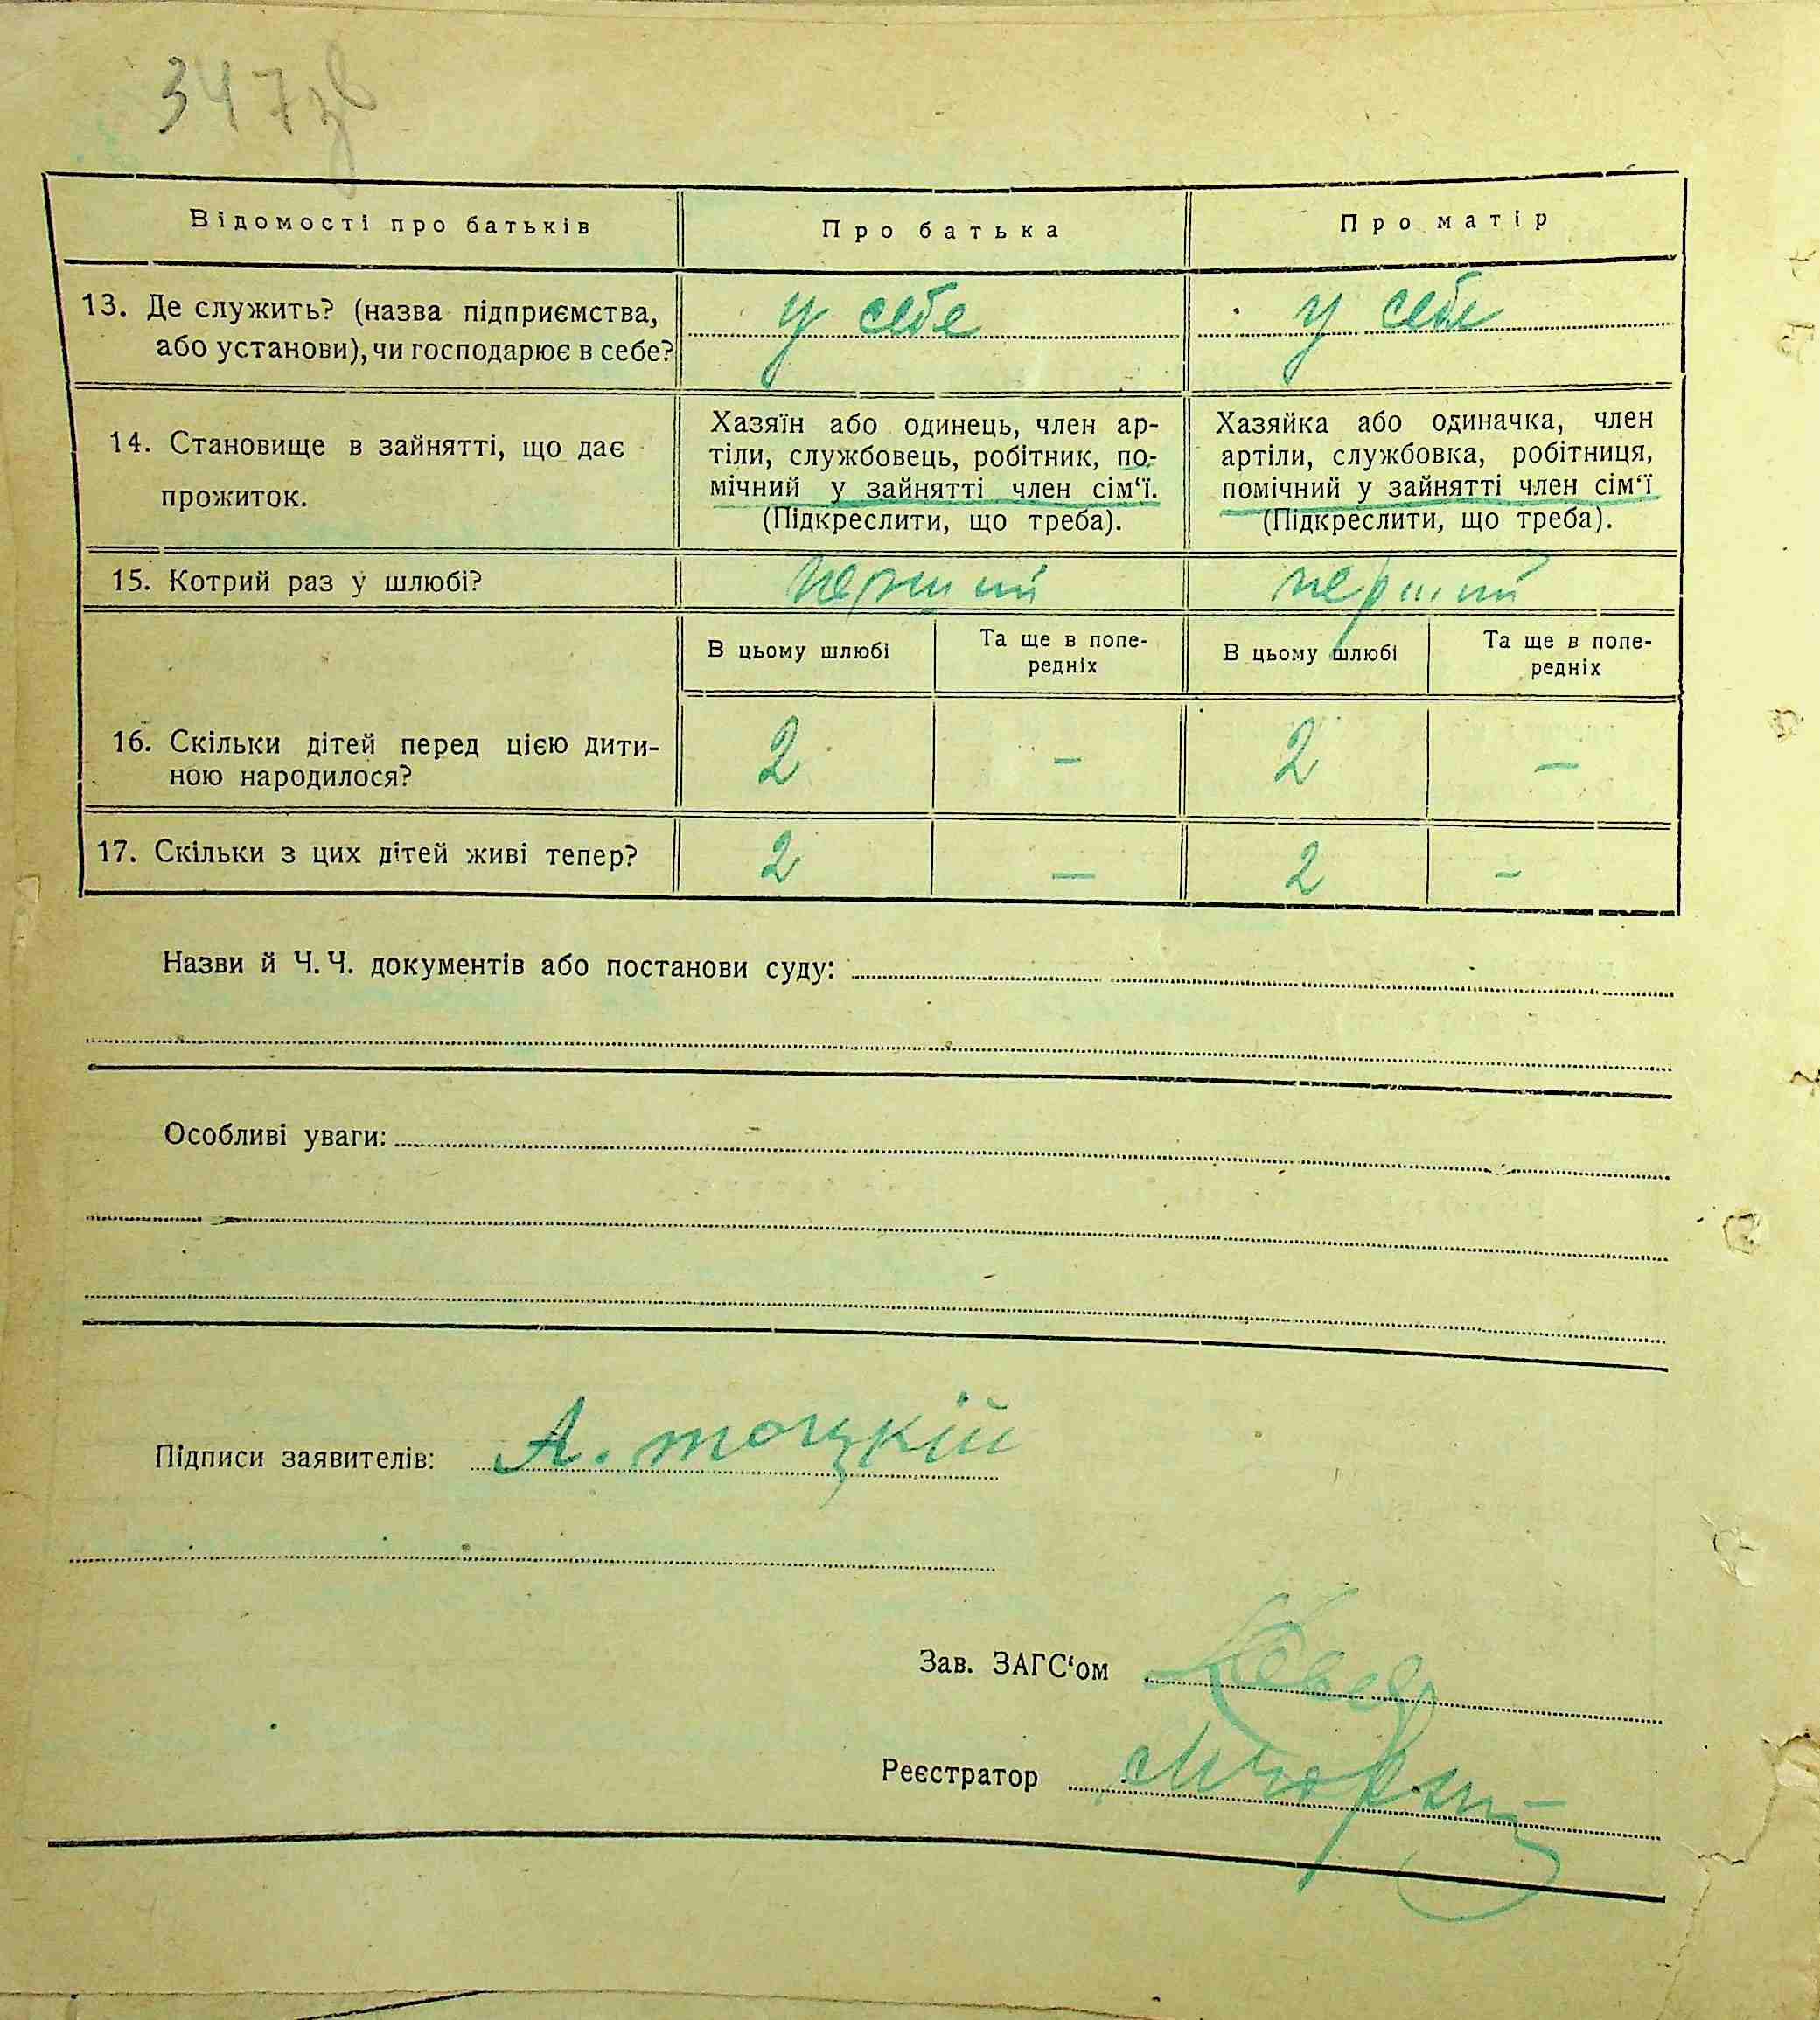 347зв
Відомості про батьків
Про батька
Про матір
13. Де служить? (назва підприємства,
або установи), чи господарює в себе?
у себе
у себе
14. Становище в зайнятті, що дає
прожиток.
Хазяїн або одинець, член ар-
тіли, службовець, робітник, по-
мічний у зайнятті член сім‘ї.
(Підкреслити, що треба).
Хазяйка або одиначка, член
артіли, службовка, робітниця,
помічний у зайнятті член сім‘ї
(Підкреслити, що треба).
15. Котрий раз у шлюбі?
перший
перший
В цьому шлюбі
Та ще в попе-
редніх
В цьому шлюбі
Та ще в попе-
редніх
16. Скільки дітей перед цією дити-
ною народилося?
2
–
2
–
17. Скільки з цих дітей живі тепер?
2
–
2
–
Назви й Ч. Ч. документів або постанови суду:
Особливі уваги:
Підписи заявителів: А. тоцкій
Зав. ЗАГС‘ом
Реєстратор